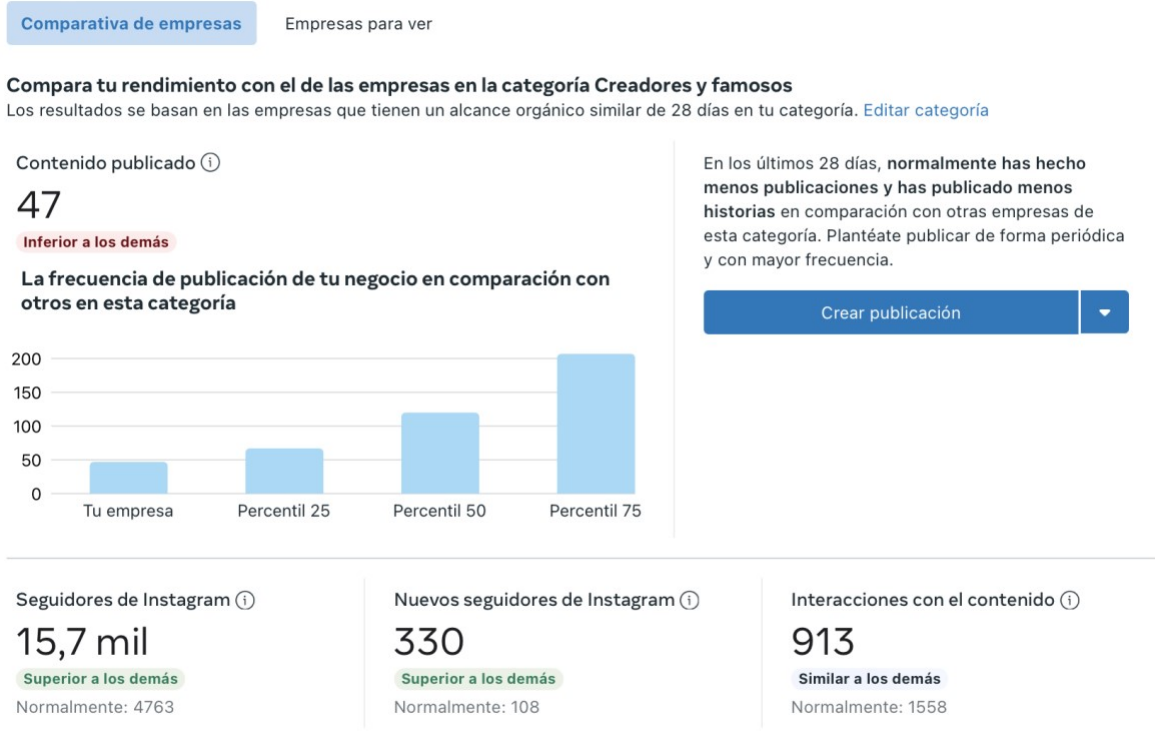 Comparativa de empresas
Empresas para ver
Compara tu rendimiento con el de las empresas en la categoría Creadores y famosos
Los resultados se basan en las empresas que tienen un alcance orgánico similar de 28 días en tu categoría. Editar categoría
Contenido publicado
47
Inferior a los demás
La frecuencia de publicación de tu negocio en comparación con
otros en esta categoría
200
150
100
50
0
Tu empresa
Percentil 25
Percentil 50
Percentil 75
En los últimos 28 días, normalmente has hecho
menos publicaciones y has publicado menos
historias en comparación con otras empresas de
esta categoría. Plantéate publicar de forma periódica
y con mayor frecuencia.
Crear publicación
Seguidores de Instagram
15,7 mil
Superior a los demás
Normalmente: 4763
Nuevos seguidores de Instagram
330
Superior a los demás
Normalmente: 108
Interacciones con el contenido
913
Similar a los demás
Normalmente: 1558